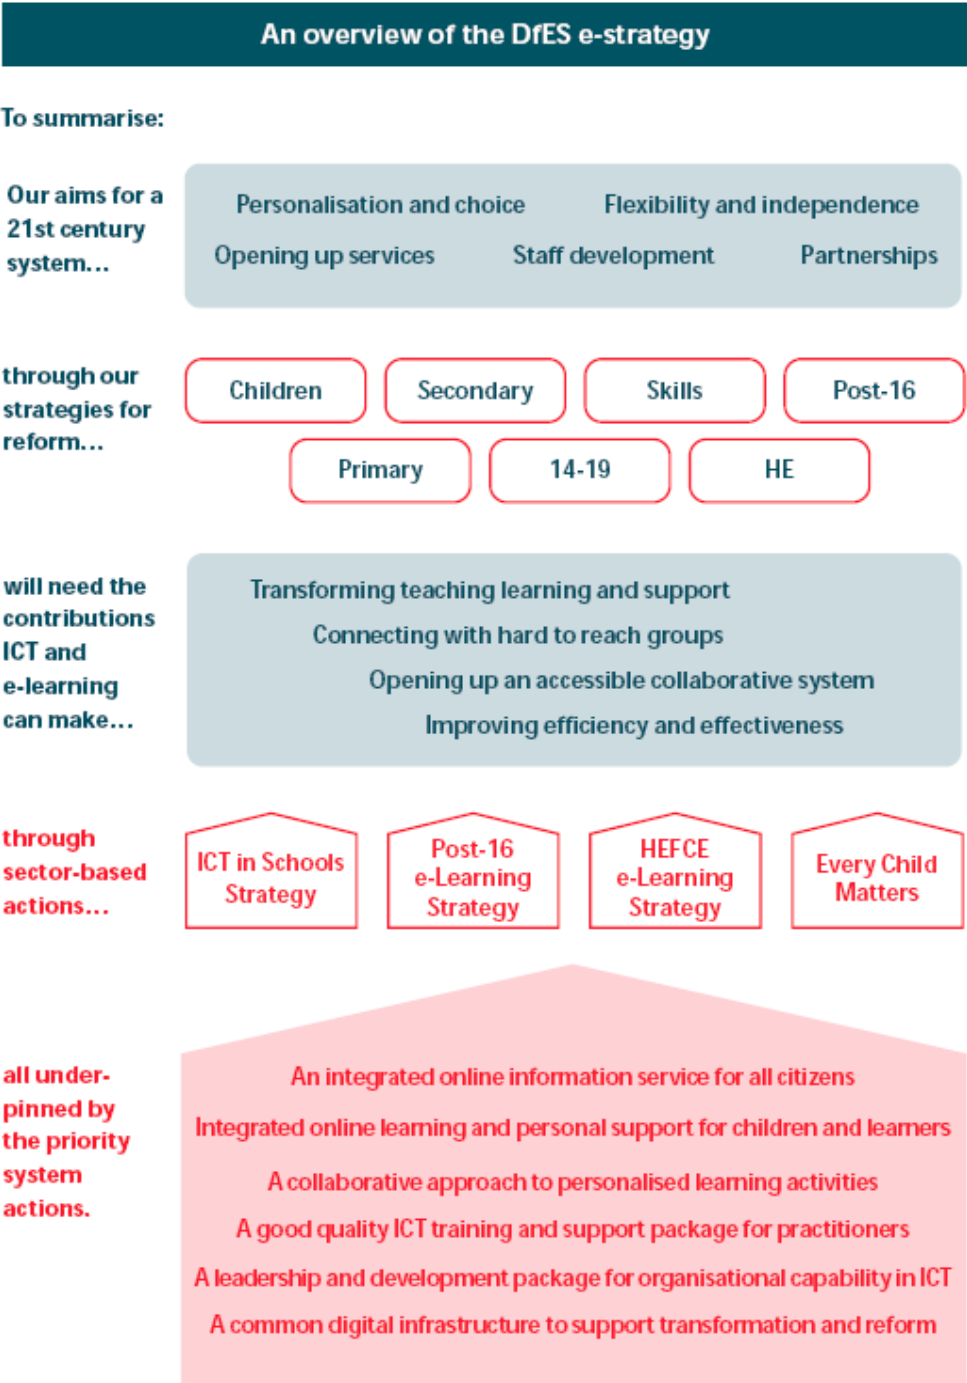 An overview of the DfES e-strategy
To summarise:
Our aims for a
21st century
system...
Personalisation and choice
Flexibility and independence
Opening up services
Staff development
Partnerships
through our
strategies for
reform...
Children
Secondary
Skills
Post-16
Primary
14-19
HE
will need the
contributions
ICT and
e-learning
can make...
Transforming teaching learning and support
Connecting with hard to reach groups
Opening up an accessible collaborative system
Improving efficiency and effectiveness
through
sector-based
actions...
ICT in Schools
Strategy
Post-16
e-Learning
Strategy
HEFCE
e-Learning
Strategy
Every Child
Matters
all under-
pinned by
the priority
system
actions.
An integrated online information service for all citizens
Integrated online learning and personal support for children and learners
A collaborative approach to personalised learning activities
A good quality ICT training and support package for practitioners
A leadership and development package for organisational capability in ICT
A common digital infrastructure to support transformation and reform